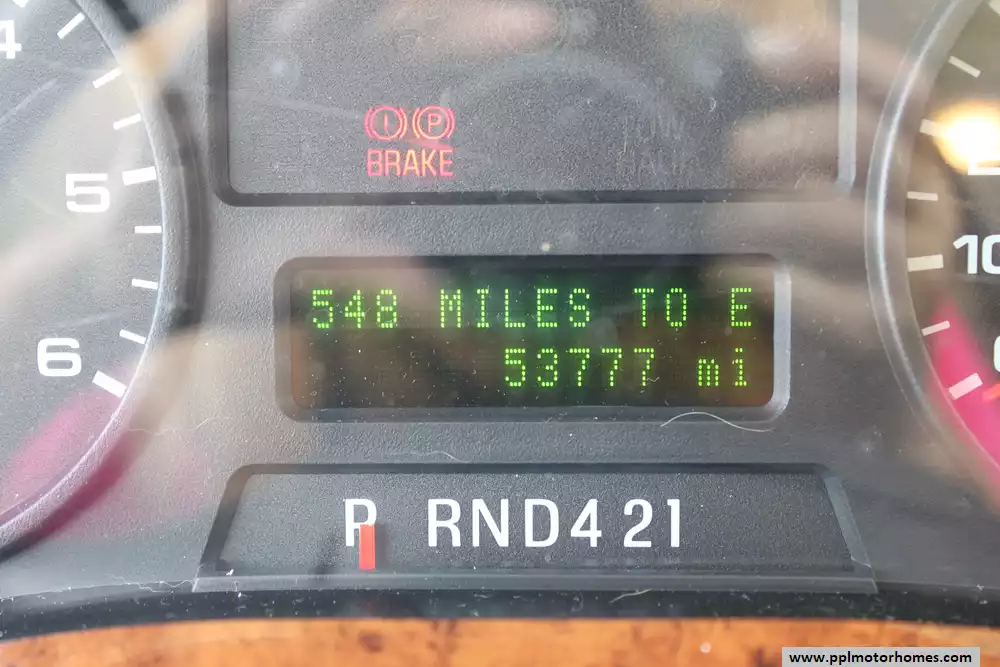 4
5
6
P
BRAKE
548 MILES TO E
53777 mi
P RND421
10
www.pplmotorhomes.com